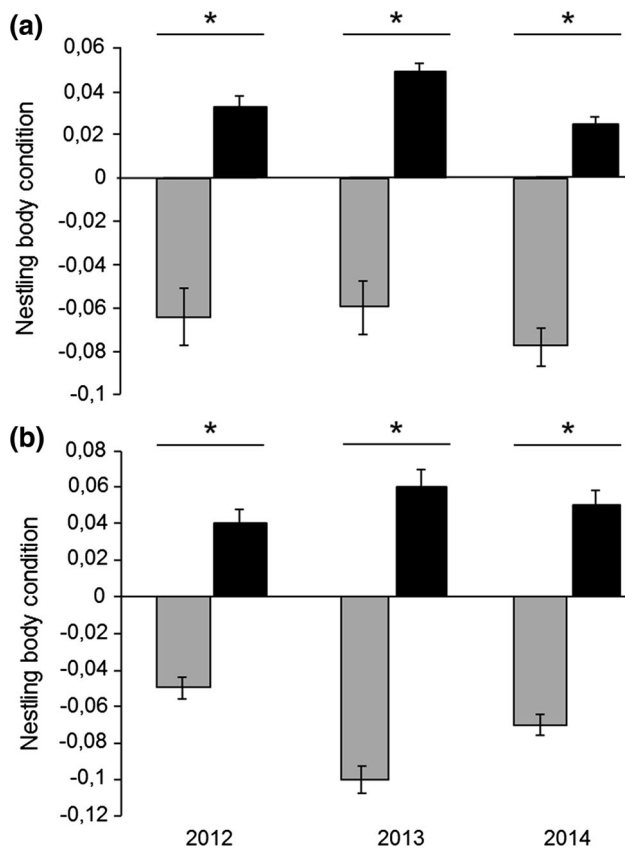 (a)
* * *
0,06
0,04
0,02
0
-0,02
-0,04
-0,06
-0,08
-0,1
Nestling body condition
(b)
* * *
0,08
0,06
0,04
0,02
0
-0,02
-0,04
-0,06
-0,08
-0,1
-0,12
Nestling body condition
2012 2013 2014